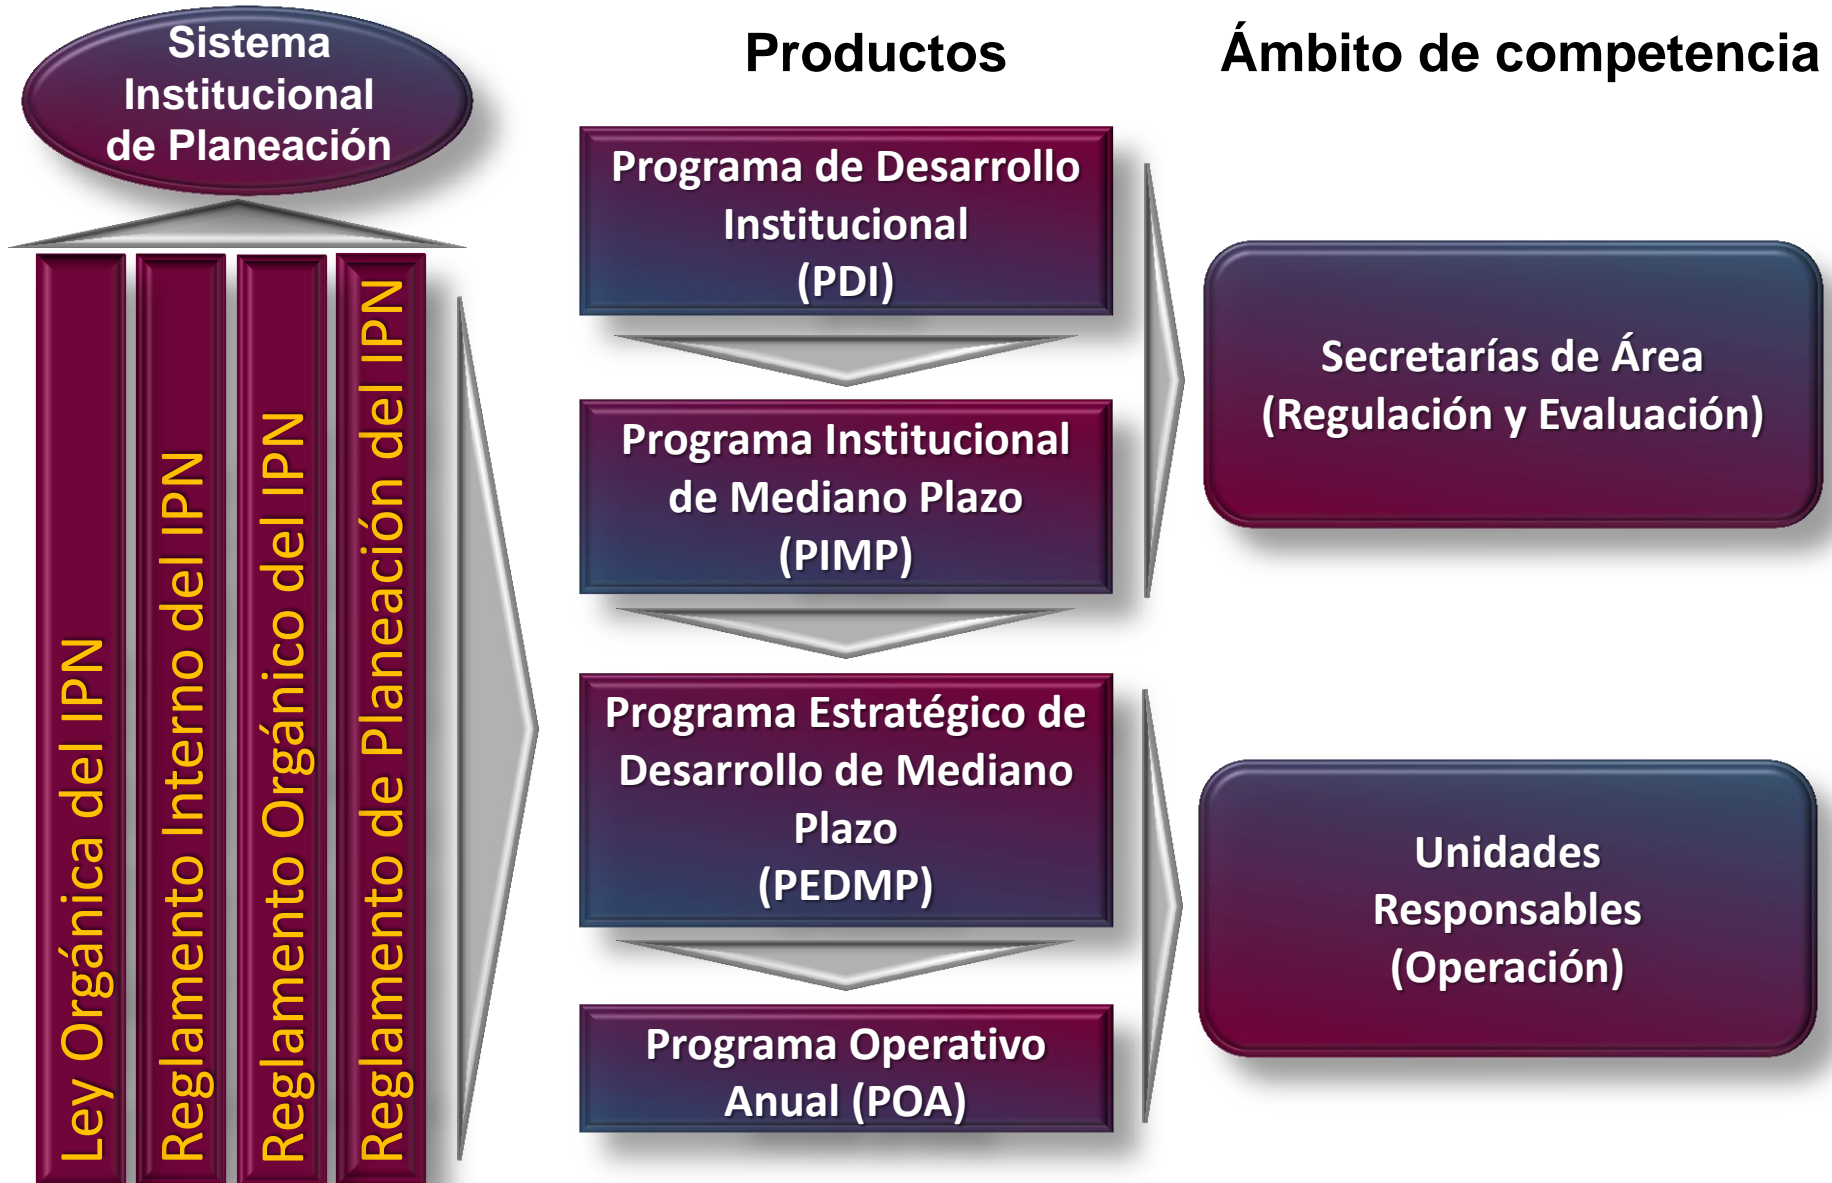 Sistema
Institucional
de Planeación
Ley Orgánica del IPN
Reglamento Interno del IPN
Reglamento Orgánico del IPN
Reglamento de Planeación del IPN
Productos
Programa de Desarrollo
Institucional
(PDI)
Programa Institucional
de Mediano Plazo
(PIMP)
Programa Estratégico de
Desarrollo de Mediano
Plazo
(PEDMP)
Programa Operativo
Anual (POA)
Ámbito de competencia
Secretarías de Área
(Regulación y Evaluación)
Unidades
Responsables
(Operación)